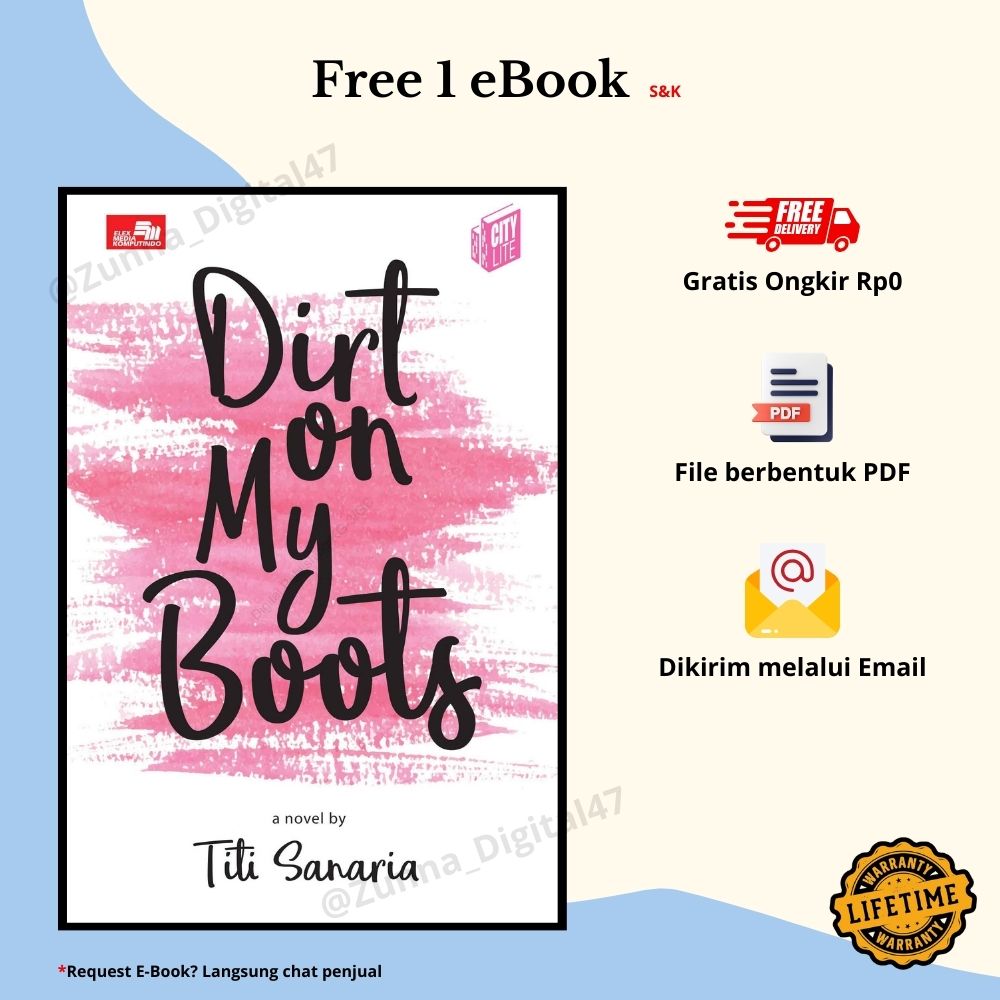 Free 1 eBook S&K
@Zunna_Digital47
ELEX
MEDIA
KOMPUTINDO
CITY
LITE
Dirt
on
My
Boots
a novel by
Titi Sanaria
@Zunna_Digital47
FREE
DELIVERY
Gratis Ongkir Rp0
PDF
File berbentuk PDF
@
Dikirim melalui Email
WARRANTY
LIFETIME
WARRANTY
*Request E-Book? Langsung chat penjual